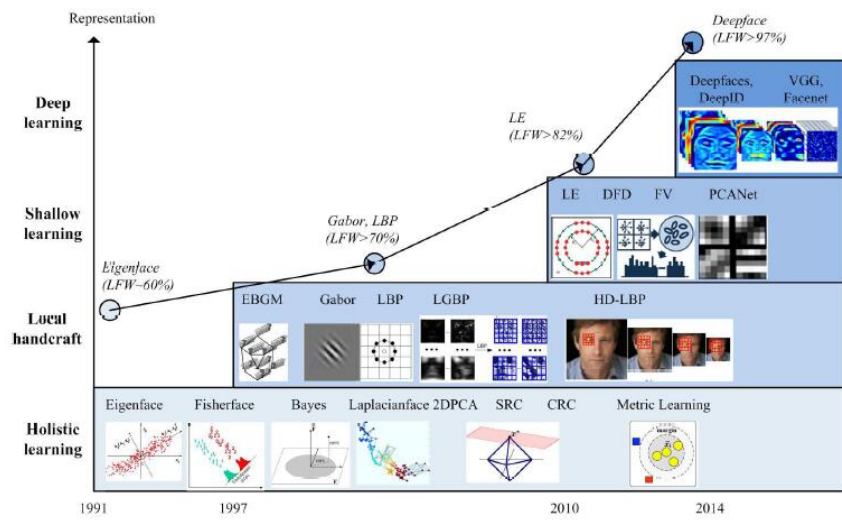 Representation
Deepface
(LFW>97%)
Deep
learning
Deepfaces,
DeepID
VGG,
Facenet
LE
(LFW>82%)
Shallow
learning
LE DFD FV PCANet
Gabor, LBP
(LFW>70%)
Eigenface
(LFW~60%)
Local
handcraft
EBGM Gabor LBP LGBP HD-LBP
LBP
Holistic
learning
Eigenface Fisherface Bayes Laplacianface 2DPCA SRC CRC Metric Learning
margin
1991 1997 2010 2014